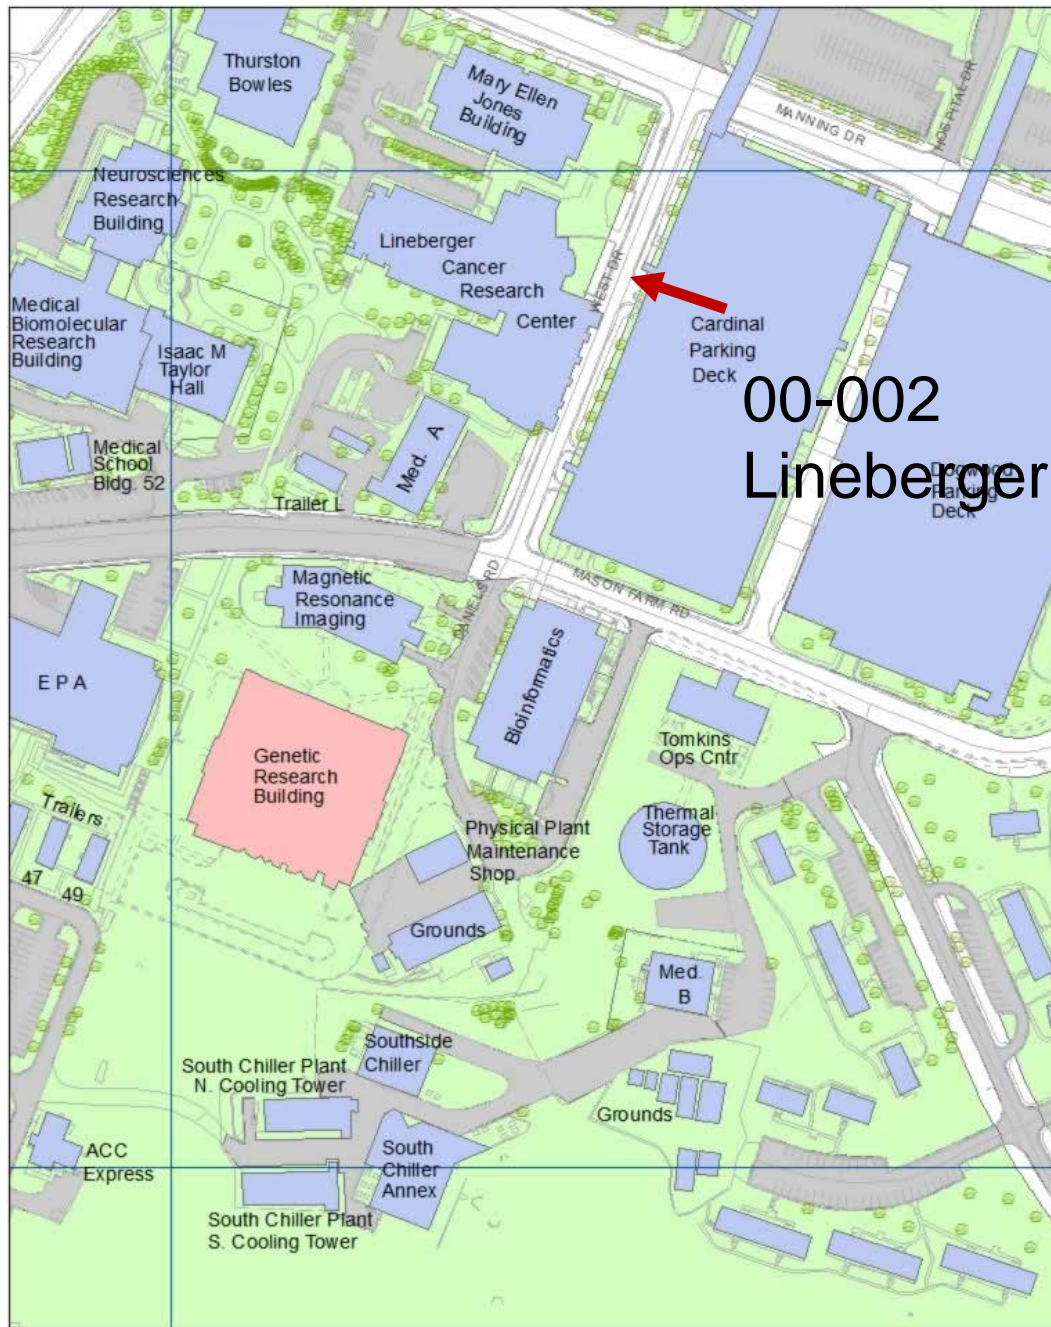 Thurston
Bowles
Mary Ellen
Jones
Building
MANNING DR
HOSPITAL DR
Neurosciences
Research
Building
Lineberger
Cancer
Research
Center
WEST DR
Medical
Biomolecular
Research
Building
Isaac M
Taylor
Hall
Cardinal
Parking
Deck
00-002
Lineberger
Dogwood
Parking
Deck
Medical
School
Bldg. 52
Med. A
Trailer L
Magnetic
Resonance
Imaging
DANIELS RD
MASON FARM RD
Bioinformatics
E P A
Genetic
Research
Building
Tomkins
Ops Cntr
Trailers
47
49
Physical Plant
Maintenance
Shop
Thermal
Storage
Tank
Grounds
Med.
B
Southside
Chiller
South Chiller Plant
N. Cooling Tower
Grounds
ACC
Express
South
Chiller
Annex
South Chiller Plant
S. Cooling Tower